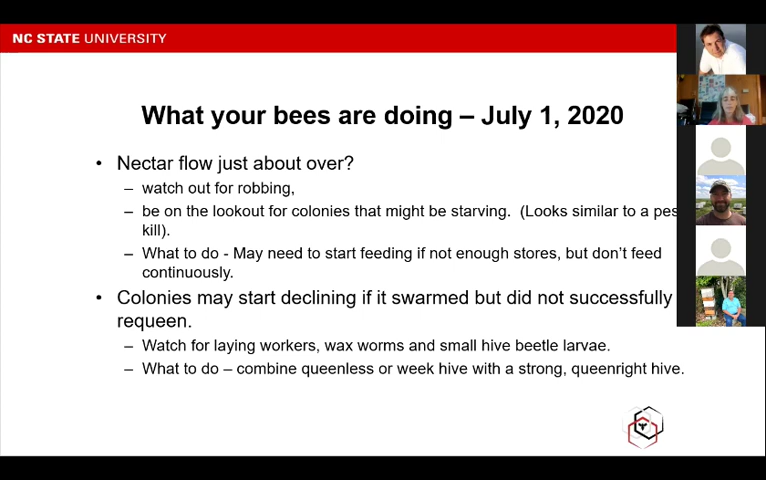 NC STATE UNIVERSITY
What your bees are doing – July 1, 2020
• Nectar flow just about over?
– watch out for robbing,
– be on the lookout for colonies that might be starving. (Looks similar to a pes
kill).
– What to do - May need to start feeding if not enough stores, but don't feed
continuously.
• Colonies may start declining if it swarmed but did not successfully
requeen.
– Watch for laying workers, wax worms and small hive beetle larvae.
– What to do – combine queenless or week hive with a strong, queenright hive.